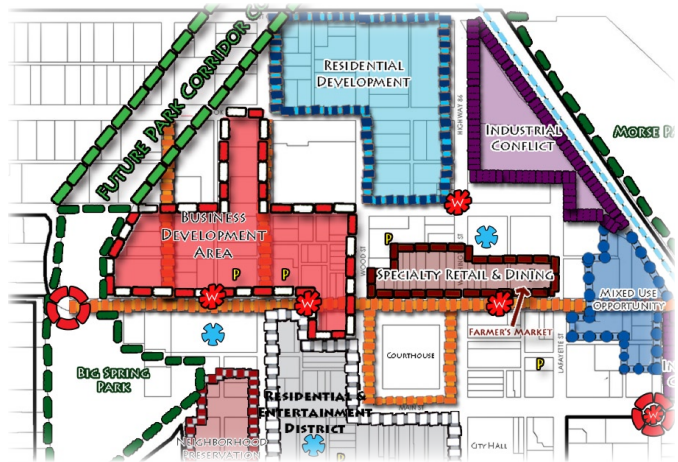 Future Park Corridor
Residential
Development
Highway 86
Industrial
Conflict
Morse
Business
Development
Area
Wood St
P
P
P
W
W
W
W
W
W
Specialty Retail & Dining
Farmer's Market
Mixed Use
Opportunity
Courthouse
Lafayette St
P
Big Spring
Park
Residential &
Entertainment
District
Main St
Neighborhood
Preservation
City Hall
P